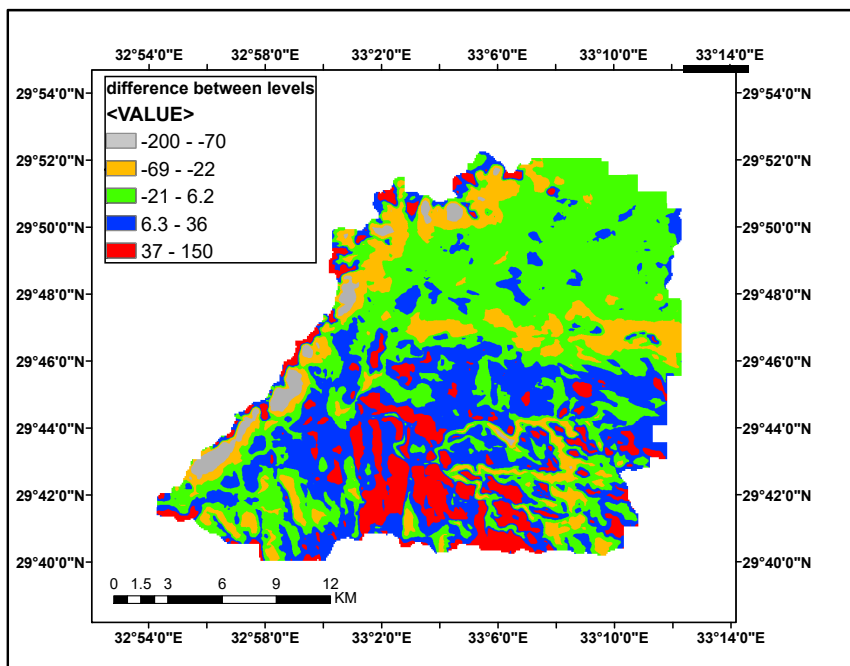 32°54'0"E 32°58'0"E 33°2'0"E 33°6'0"E 33°10'0"E 33°14'0"E
difference between levels
<VALUE>
-200 - -70
-69 - -22
-21 - 6.2
6.3 - 36
37 - 150
29°54'0"N 29°54'0"N
29°52'0"N 29°52'0"N
29°50'0"N 29°50'0"N
29°48'0"N 29°48'0"N
29°46'0"N 29°46'0"N
29°44'0"N 29°44'0"N
29°42'0"N 29°42'0"N
29°40'0"N 29°40'0"N
0 1.5 3 6 9 12
KM
32°54'0"E 32°58'0"E 33°2'0"E 33°6'0"E 33°10'0"E 33°14'0"E